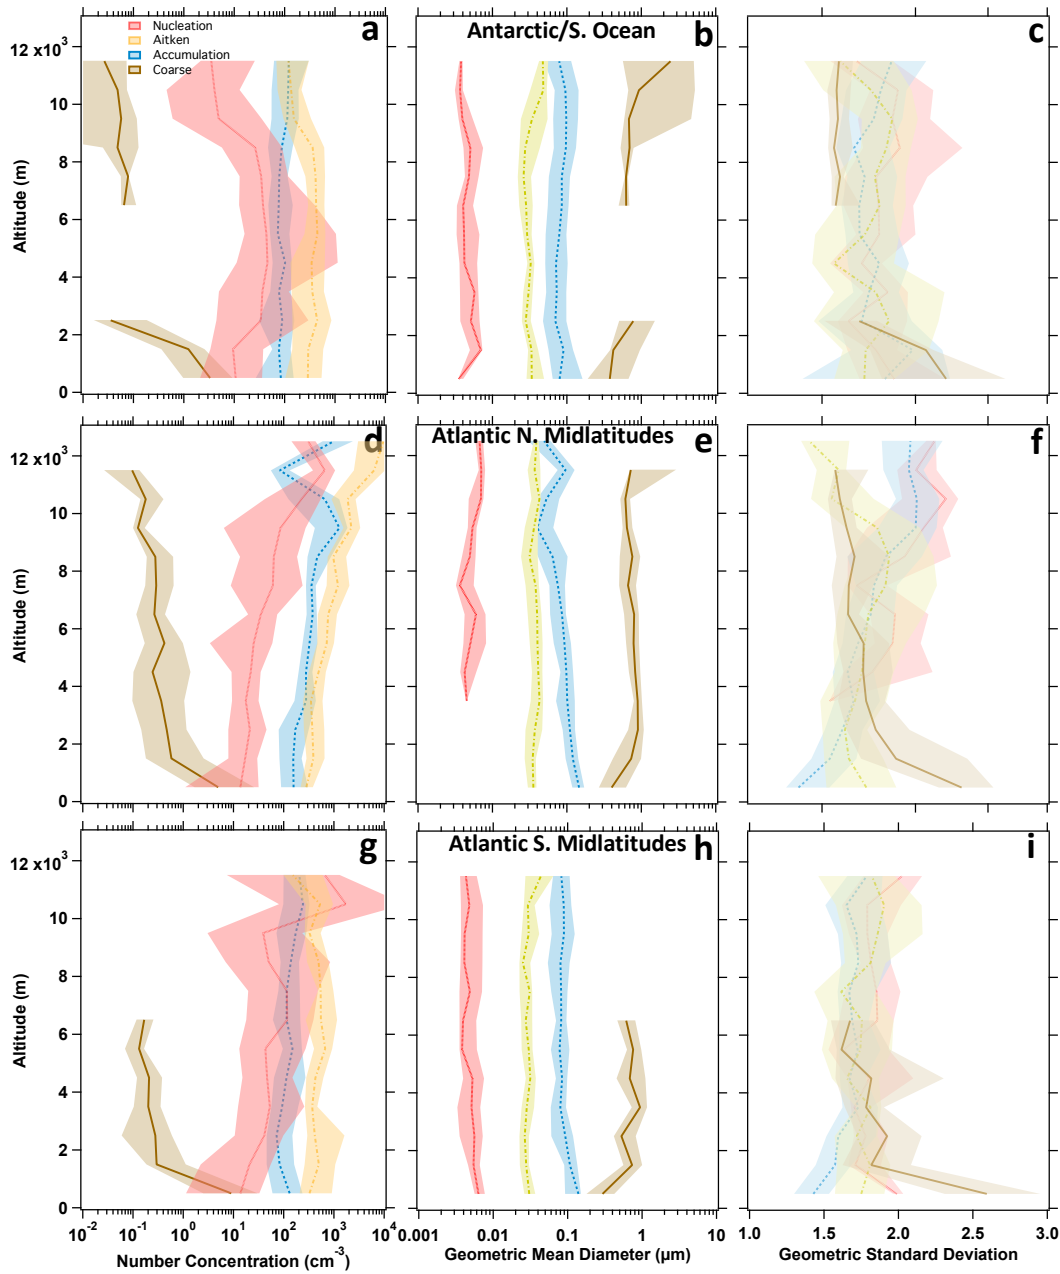 a
Antarctic/S. Ocean
b
c
Nucleation
Aitken
Accumulation
Coarse
12 x10³
10
8
6
4
2
0
Altitude (m)
d
Atlantic N. Midlatitudes
e
f
12 x10³
10
8
6
4
2
0
Altitude (m)
g
Atlantic S. Midlatitudes
h
i
12 x10³
10
8
6
4
2
0
Altitude (m)
10⁻² 10⁻¹ 10⁰ 10¹ 10² 10³ 10⁴
0.001 0.01 0.1 1 10
1.0 1.5 2.0 2.5 3.0
Number Concentration (cm⁻³)
Geometric Mean Diameter (µm)
Geometric Standard Deviation